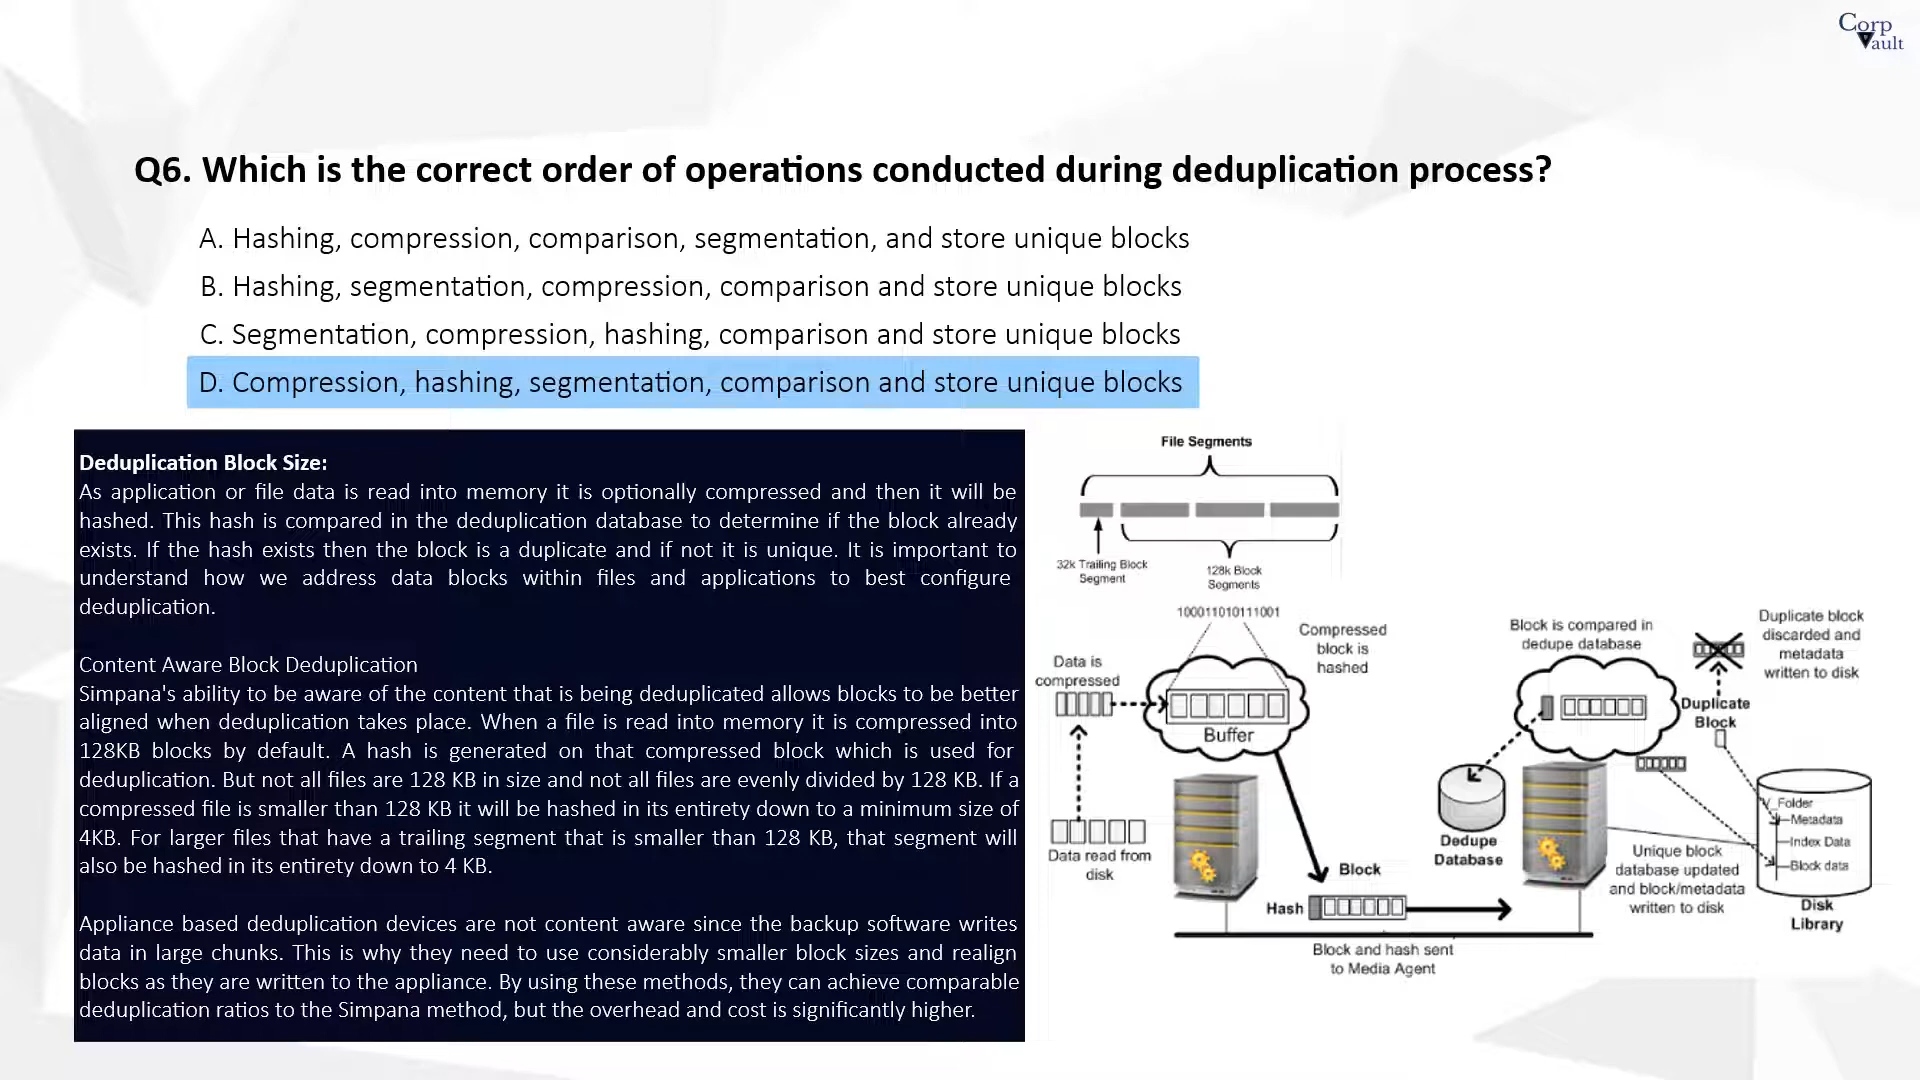 Corp
Vault
Q6. Which is the correct order of operations conducted during deduplication process?
A. Hashing, compression, comparison, segmentation, and store unique blocks
B. Hashing, segmentation, compression, comparison and store unique blocks
C. Segmentation, compression, hashing, comparison and store unique blocks
D. Compression, hashing, segmentation, comparison and store unique blocks
Deduplication Block Size:
As application or file data is read into memory it is optionally compressed and then it will be
hashed. This hash is compared in the deduplication database to determine if the block already
exists. If the hash exists then the block is a duplicate and if not it is unique. It is important to
understand how we address data blocks within files and applications to best configure
deduplication.
Content Aware Block Deduplication
Simpana's ability to be aware of the content that is being deduplicated allows blocks to be better
aligned when deduplication takes place. When a file is read into memory it is compressed into
128KB blocks by default. A hash is generated on that compressed block which is used for
deduplication. But not all files are 128 KB in size and not all files are evenly divided by 128 KB. If a
compressed file is smaller than 128 KB it will be hashed in its entirety down to a minimum size of
4KB. For larger files that have a trailing segment that is smaller than 128 KB, that segment will
also be hashed in its entirety down to 4 KB.
Appliance based deduplication devices are not content aware since the backup software writes
data in large chunks. This is why they need to use considerably smaller block sizes and realign
blocks as they are written to the appliance. By using these methods, they can achieve comparable
deduplication ratios to the Simpana method, but the overhead and cost is significantly higher.
File Segments
32k Trailing Block
Segment
128k Block
Segments
100011010111001
Data is
compressed
Compressed
block is
hashed
Buffer
Data read from
disk
Block
Hash
Block and hash sent
to Media Agent
Block is compared in
dedupe database
Duplicate block
discarded and
metadata
written to disk
Duplicate
Block
Dedupe
Database
Unique block
database updated
and block/metadata
written to disk
V_Folder
Metadata
Index Data
Block data
Disk
Library